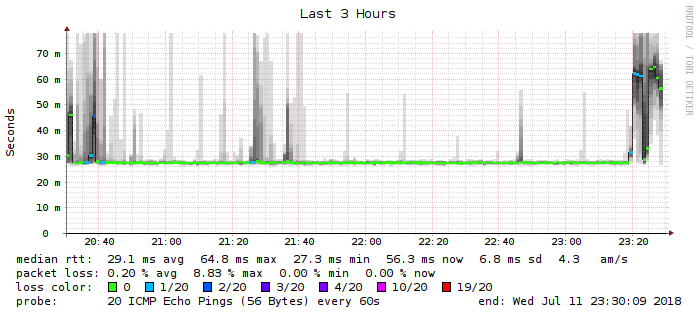 Last 3 Hours
RRDTOOL / TOBI OETIKER
Seconds
70 m
60 m
50 m
40 m
30 m
20 m
10 m
0
20:40 21:00 21:20 21:40 22:00 22:20 22:40 23:00 23:20
median rtt: 29.1 ms avg 64.8 ms max 27.3 ms min 56.3 ms now 6.8 ms sd 4.3 am/s
packet loss: 0.20 % avg 8.83 % max 0.00 % min 0.00 % now
loss color: 0 1/20 2/20 3/20 4/20 10/20 19/20
probe: 20 ICMP Echo Pings (56 Bytes) every 60s end: Wed Jul 11 23:30:09 2018